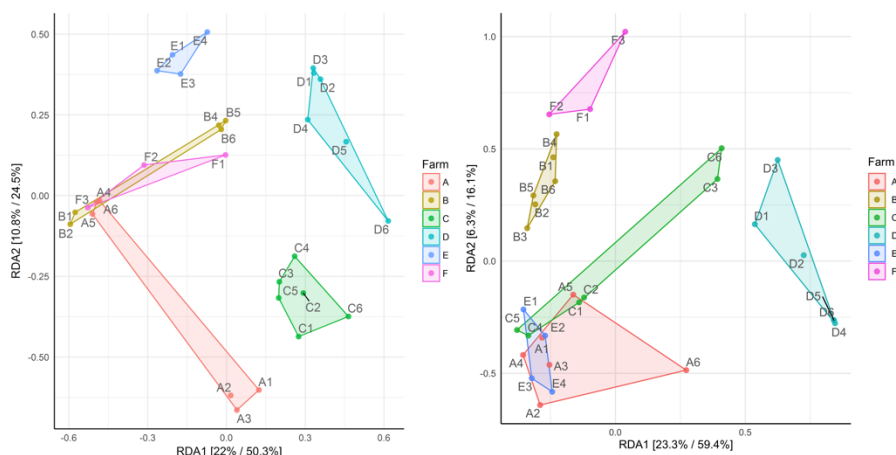 0.50
0.25
0.00
-0.25
-0.50
RDA2 [10.8% / 24.5%]
-0.6
-0.3
0.0
0.3
0.6
RDA1 [22% / 50.3%]
E1
E4
E2
E3
D3
D1
D2
D4
D5
D6
B4
B5
B6
F2
F1
F3
A4
B1
A5
A6
B2
C4
C3
C5
C2
C6
C1
A2
A1
A3
Farm
A
B
C
D
E
F
1.0
0.5
0.0
-0.5
RDA2 [6.3% / 16.1%]
0.0
0.5
RDA1 [23.3% / 59.4%]
F3
F2
F1
B4
B1
B5
B6
B2
B3
C6
C3
D3
D1
D2
D5
D6
D4
A5
C2
E1
C1
C5
C4
E2
A1
A4
A3
A6
E3
E4
A2
Farm
A
B
C
D
E
F